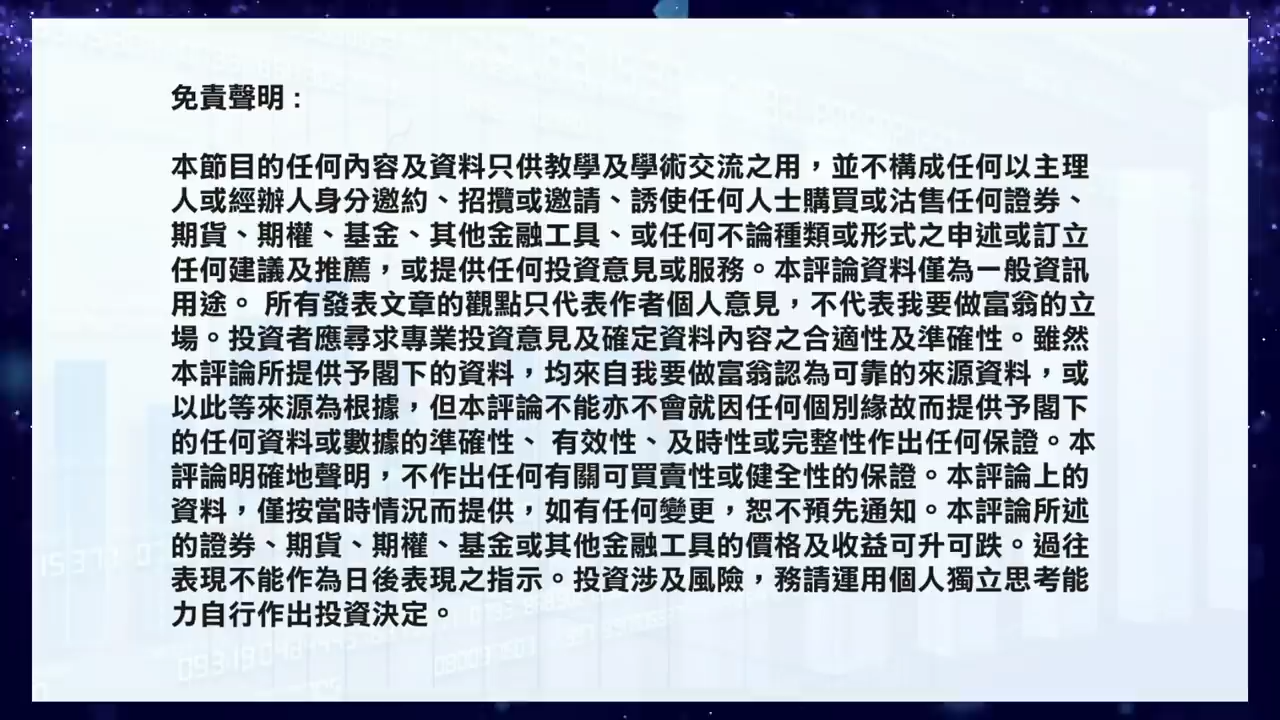 免責聲明：
本節目的任何內容及資料只供教學及學術交流之用，並不構成任何以主理
人或經辦人身分邀約、招攬或邀請、誘使任何人士購買或沽售任何證券、
期貨、期權、基金、其他金融工具、或任何不論種類或形式之申述或訂立
任何建議及推薦，或提供任何投資意見或服務。本評論資料僅為一般資訊
用途。 所有發表文章的觀點只代表作者個人意見，不代表我要做富翁的立
場。投資者應尋求專業投資意見及確定資料內容之合適性及準確性。雖然
本評論所提供予閣下的資料，均來自我要做富翁認為可靠的來源資料，或
以此等來源為根據，但本評論不能亦不會就因任何個別緣故而提供予閣下
的任何資料或數據的準確性、 有效性、及時性或完整性作出任何保證。本
評論明確地聲明，不作出任何有關可買賣性或健全性的保證。本評論上的
資料，僅按當時情況而提供，如有任何變更，恕不預先通知。本評論所述
的證券、期貨、期權、基金或其他金融工具的價格及收益可升可跌。過往
表現不能作為日後表現之指示。投資涉及風險，務請運用個人獨立思考能
力自行作出投資決定。